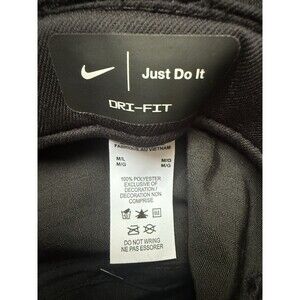 Just Do It
DRI-FIT
FABRIQUÉ AU VIETNAM
M/L M/G
M/G M/G
100% POLYESTER
EXCLUSIVE OF
DECORATION /
DECORATION NON
COMPRISE
DO NOT WRING
NE PAS ESSORER